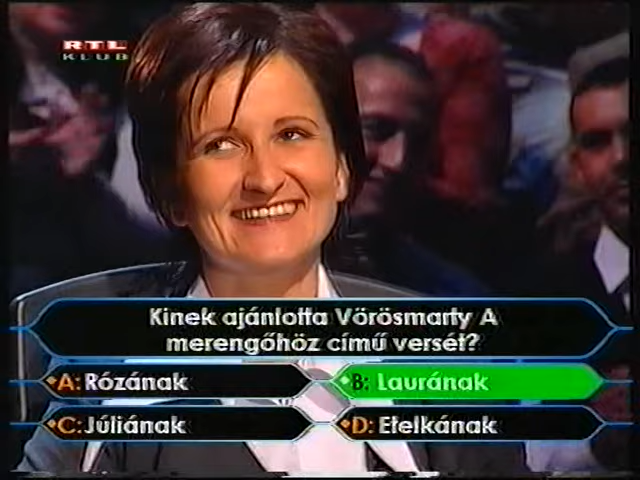 RTL
KLUB
Kinek ajánlotta Vörösmarty A
merengőhöz című versét?
A: Rózának
B: Laurának
C: Júliának
D: Etelkának